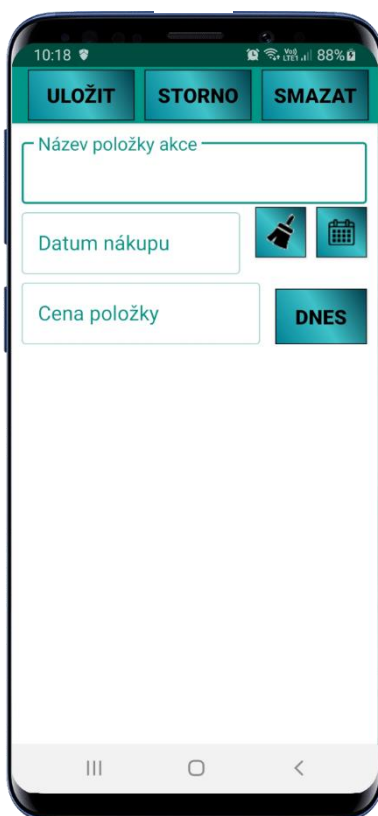 10:18 88%
ULOŽIT STORNO SMAZAT
Název položky akce
Datum nákupu
Cena položky DNES